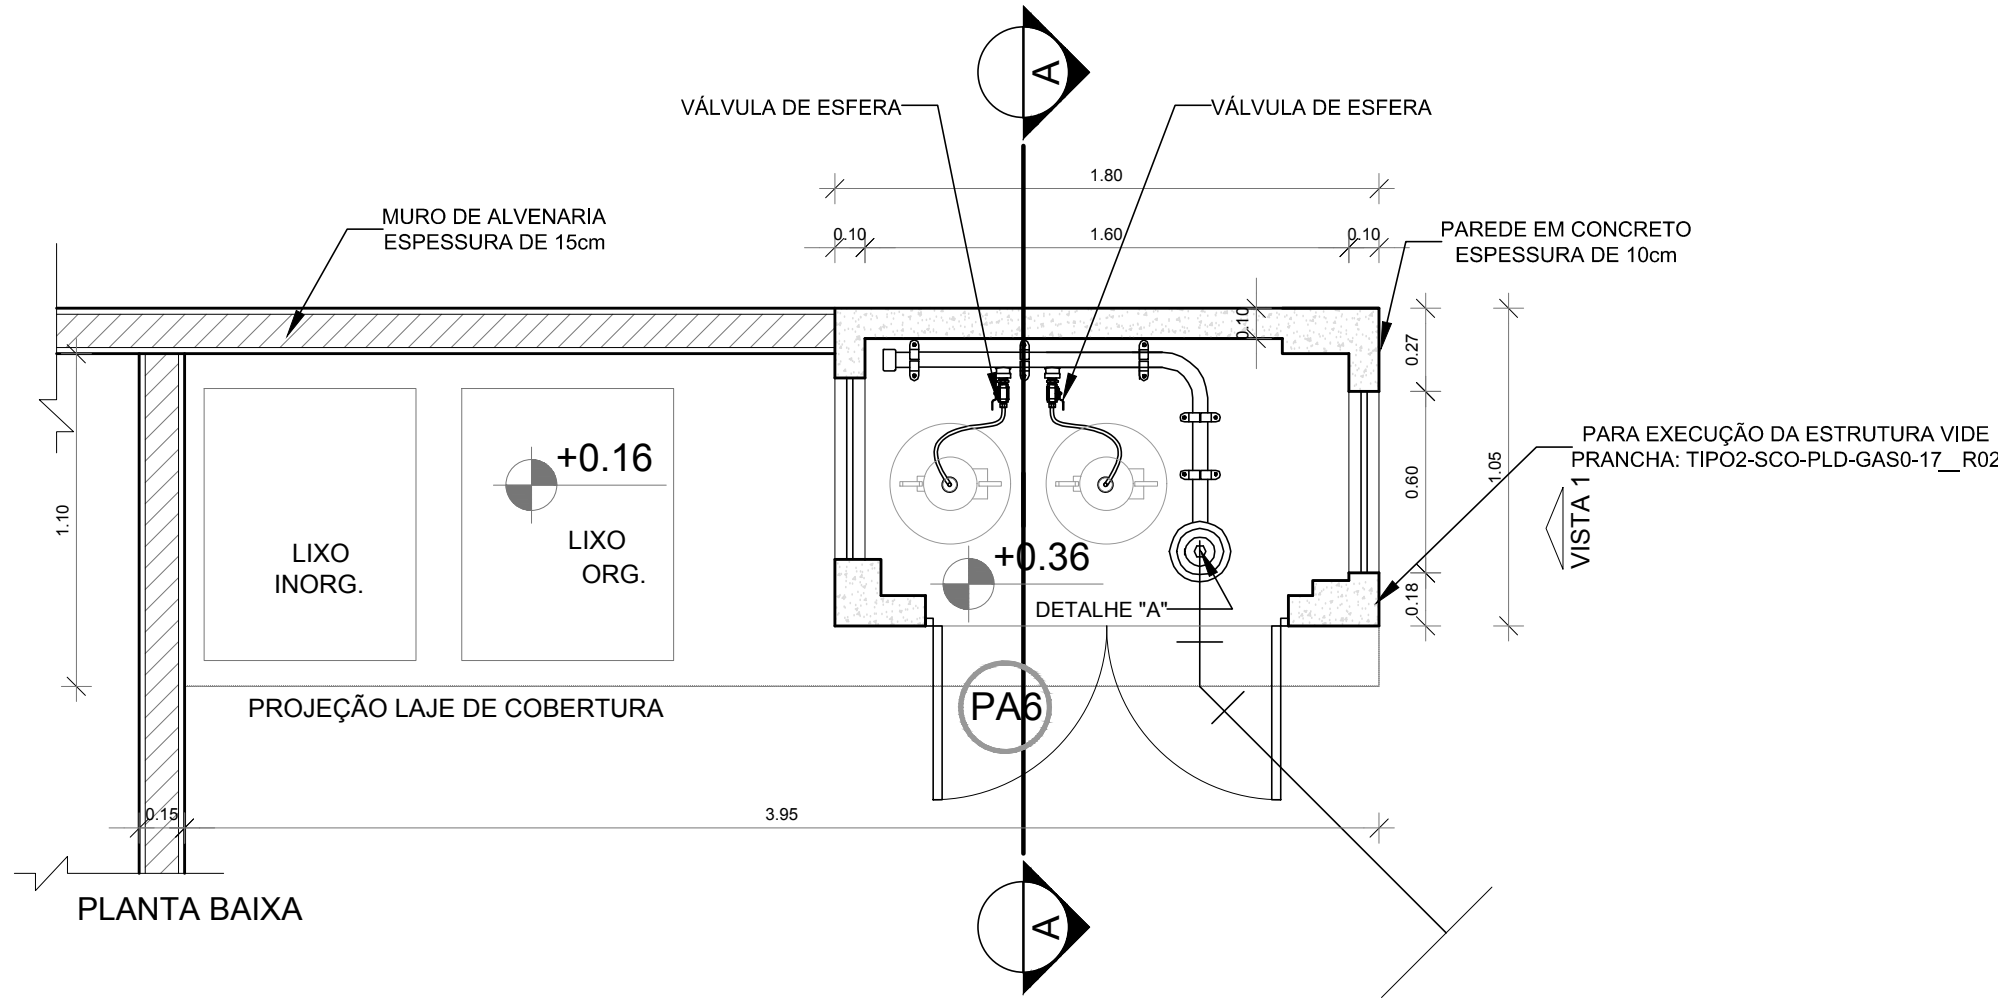 A
VÁLVULA DE ESFERA
VÁLVULA DE ESFERA
1.80
MURO DE ALVENARIA
ESPESSURA DE 15cm
0.10
1.60
0.10
PAREDE EM CONCRETO
ESPESSURA DE 10cm
0.10
0.27
PARA EXECUÇÃO DA ESTRUTURA VIDE
PRANCHA: TIPO2-SCO-PLD-GAS0-17__R02
+0.16
1.05
0.60
1.10
VISTA 1
LIXO
INORG.
LIXO
ORG.
+0.36
DETALHE "A"
0.18
PROJEÇÃO LAJE DE COBERTURA
PA6
0.15
3.95
PLANTA BAIXA
A